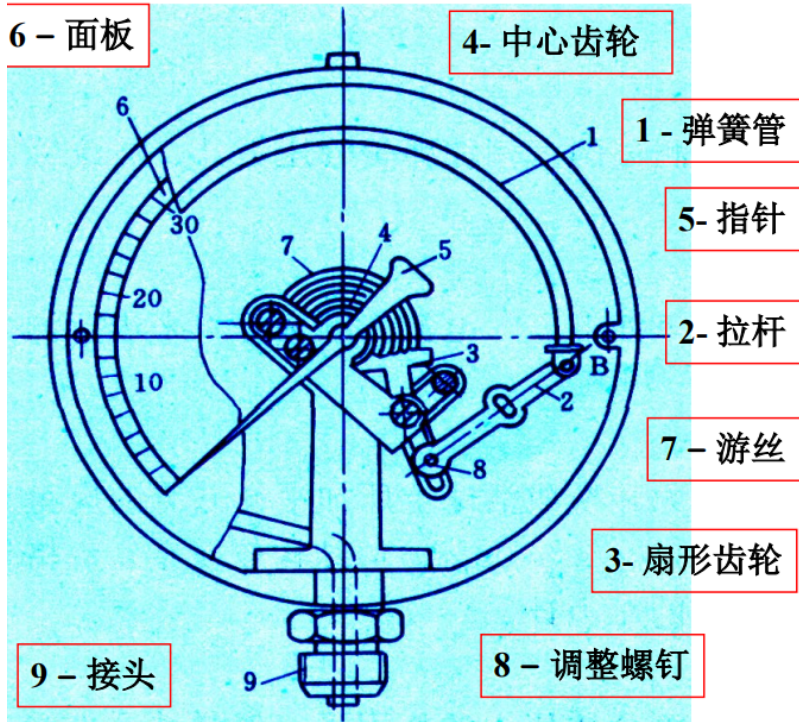 6 – 面板
4- 中心齿轮
6
1 - 弹簧管
1
30
5- 指针
7
4
5
20
2- 拉杆
3
B
10
2
7 – 游丝
8
3- 扇形齿轮
9 – 接头
9
8 – 调整螺钉